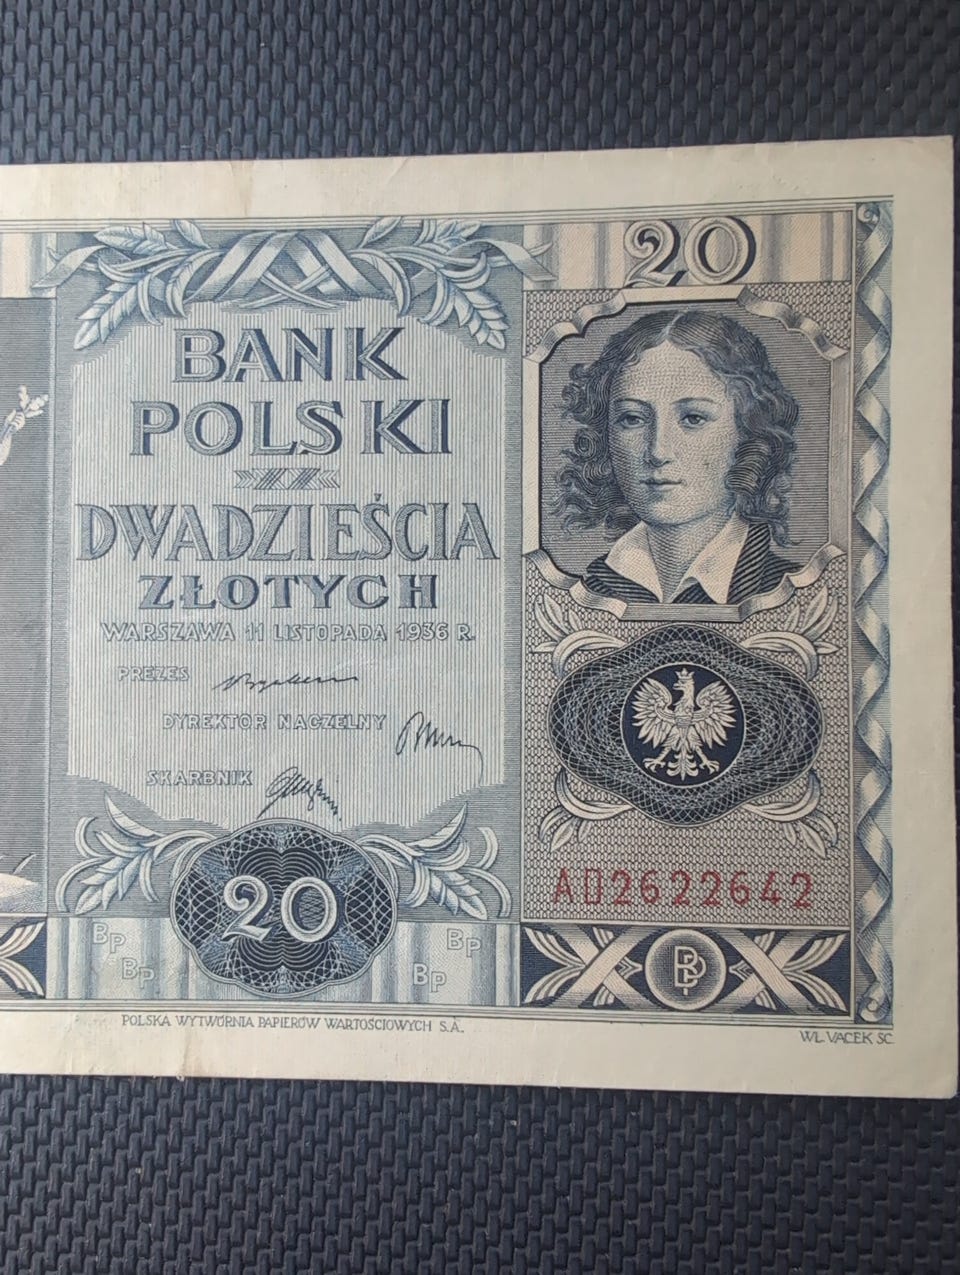 20
BANK
POLSKI
DWADZIEŚCIA
ZŁOTYCH
WARSZAWA 11 LISTOPADA 1936 R.
PREZES
DYREKTOR NACZELNY
SKARBNIK
AD2622642
20
BP BP
BP BP
BP
POLSKA WYTWÓRNIA PAPIERÓW WARTOŚCIOWYCH S.A.
WŁ. VACEK SC.